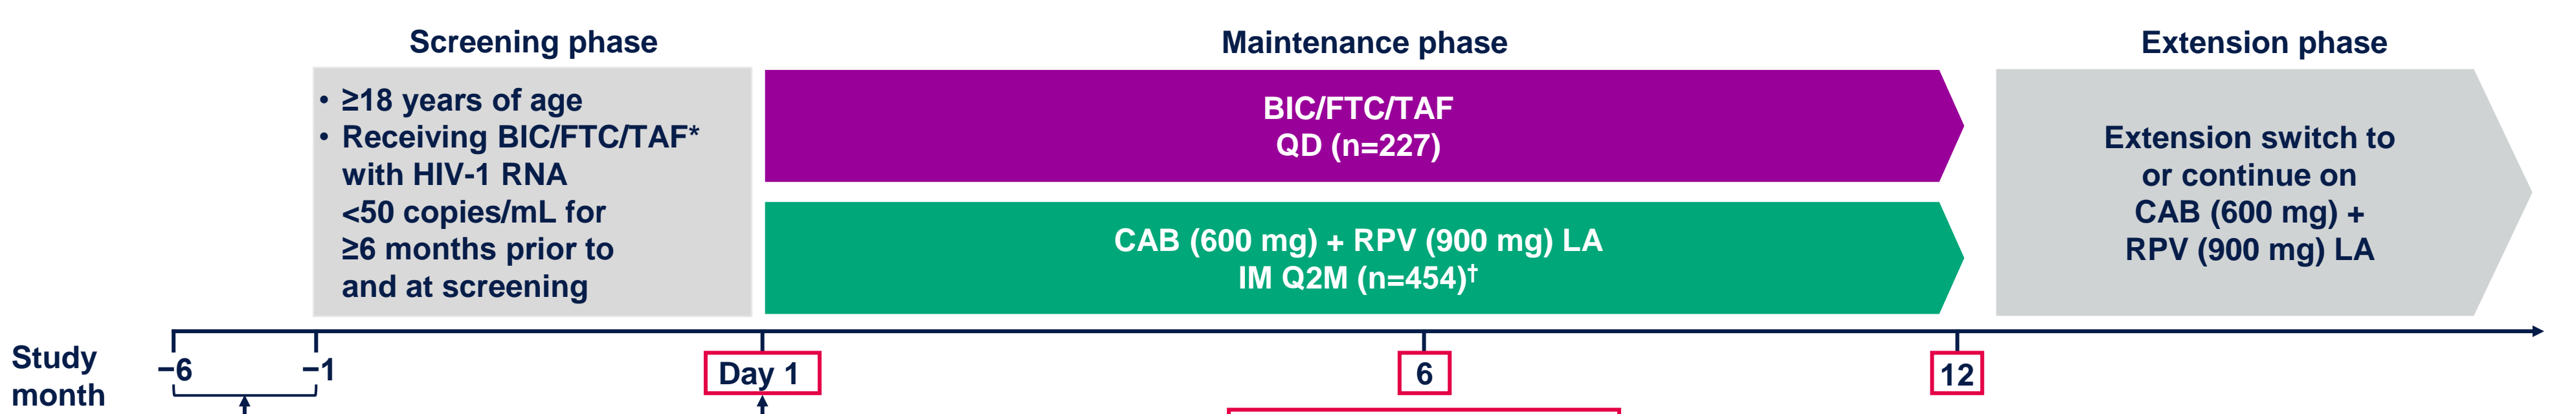 Screening phase
Maintenance phase
Extension phase
• ≥18 years of age
• Receiving BIC/FTC/TAF*
with HIV-1 RNA
<50 copies/mL for
≥6 months prior to
and at screening
BIC/FTC/TAF
QD (n=227)
CAB (600 mg) + RPV (900 mg) LA
IM Q2M (n=454)†
Extension switch to
or continue on
CAB (600 mg) +
RPV (900 mg) LA
Study
month
−6
−1
Day 1
6
12